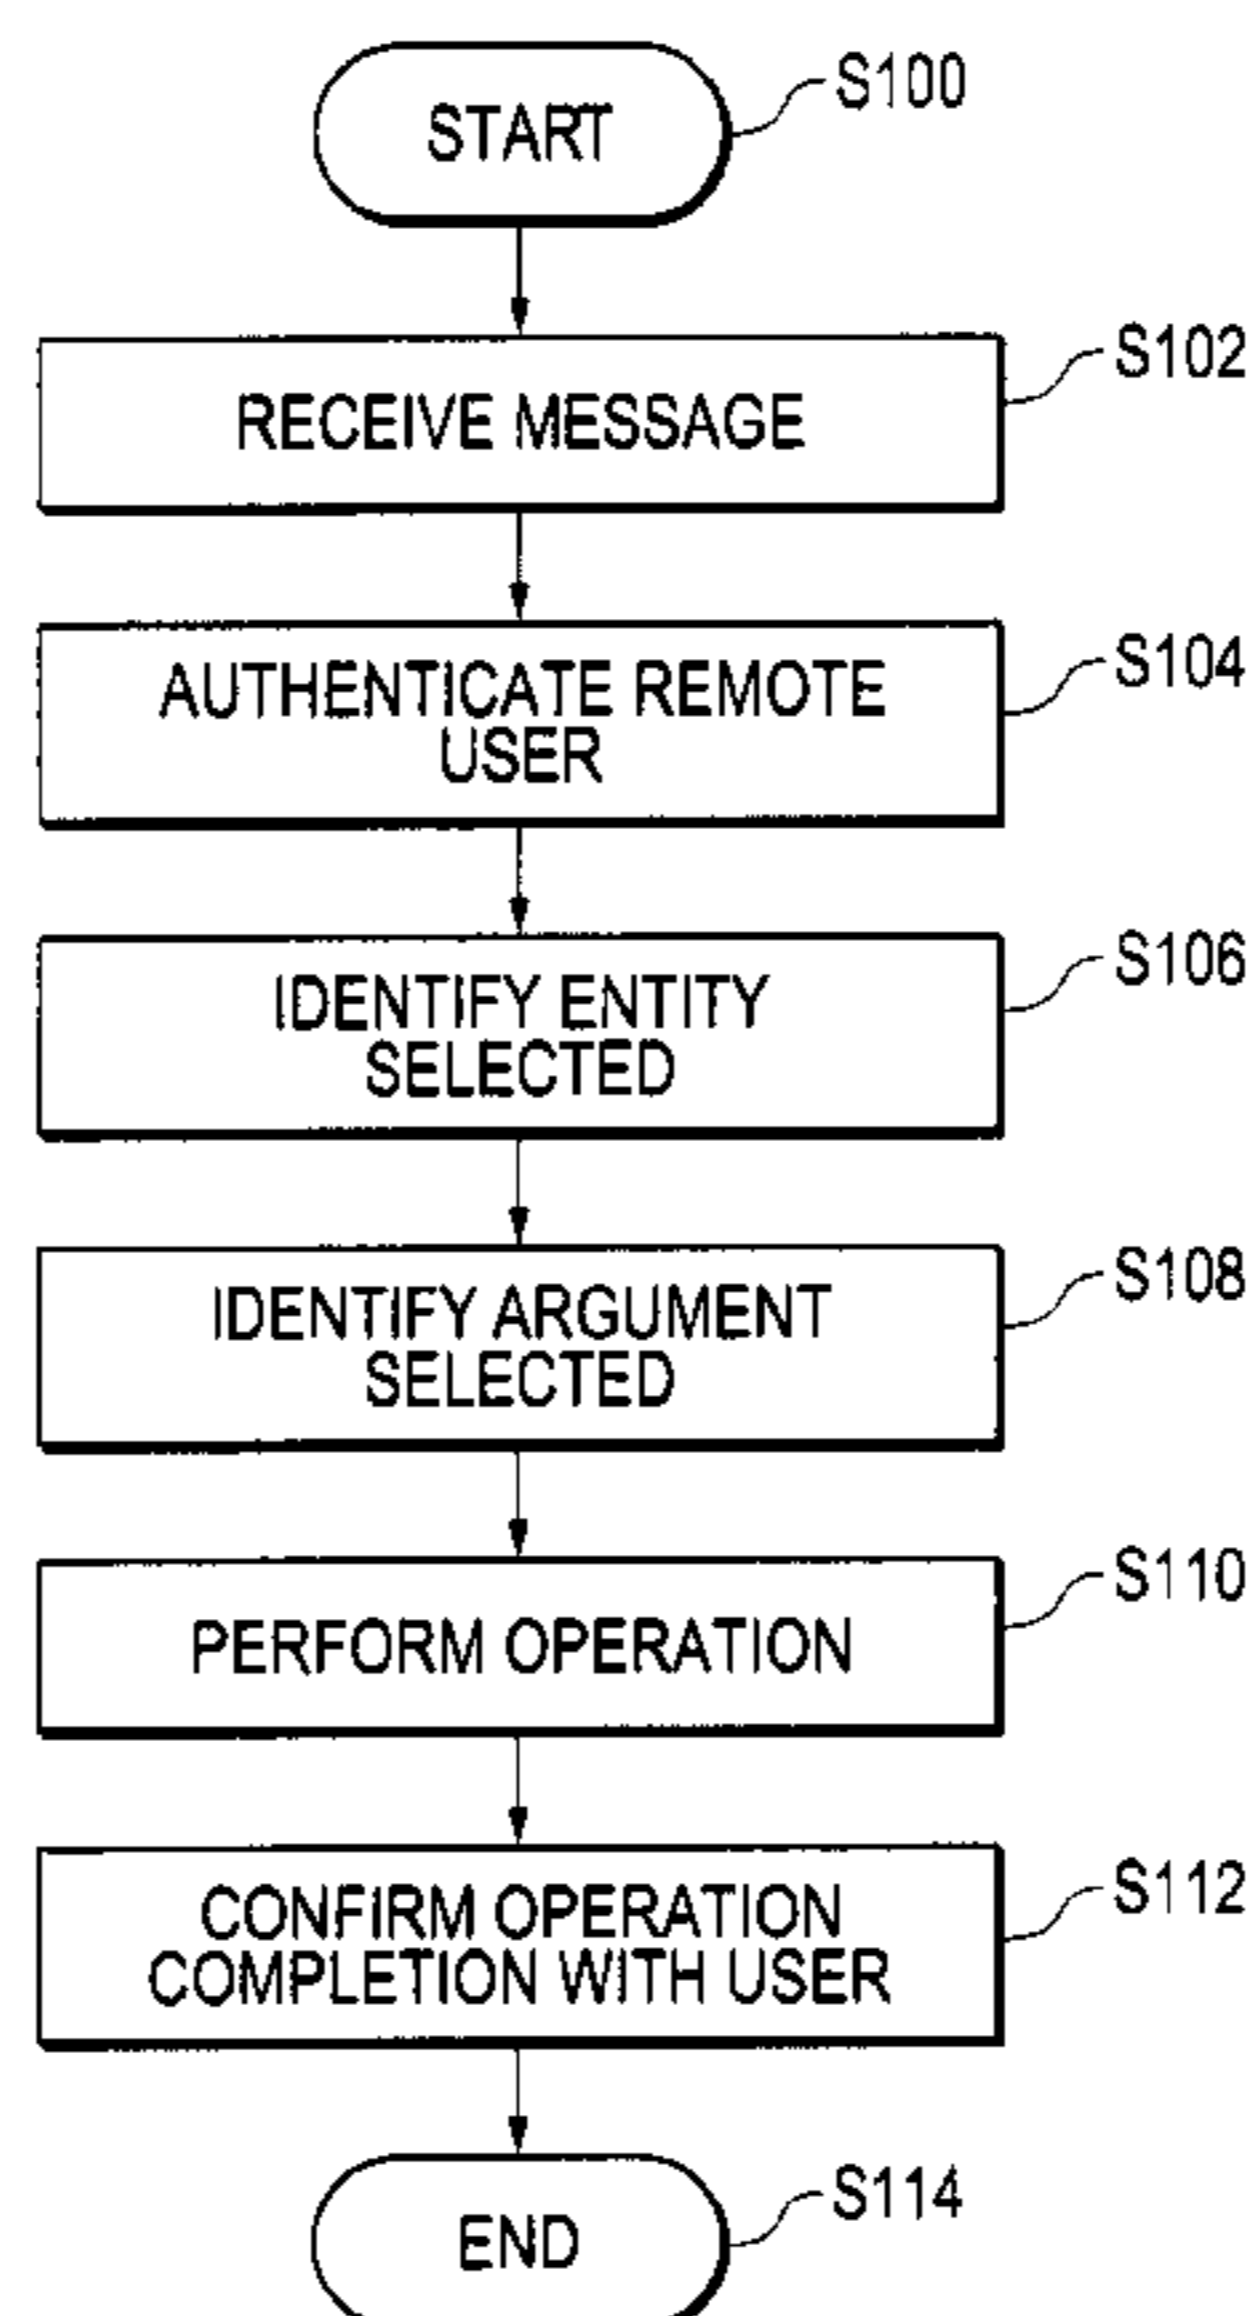 START
S100
RECEIVE MESSAGE
S102
AUTHENTICATE REMOTE
USER
S104
IDENTIFY ENTITY
SELECTED
S106
IDENTIFY ARGUMENT
SELECTED
S108
PERFORM OPERATION
S110
CONFIRM OPERATION
COMPLETION WITH USER
S112
END
S114